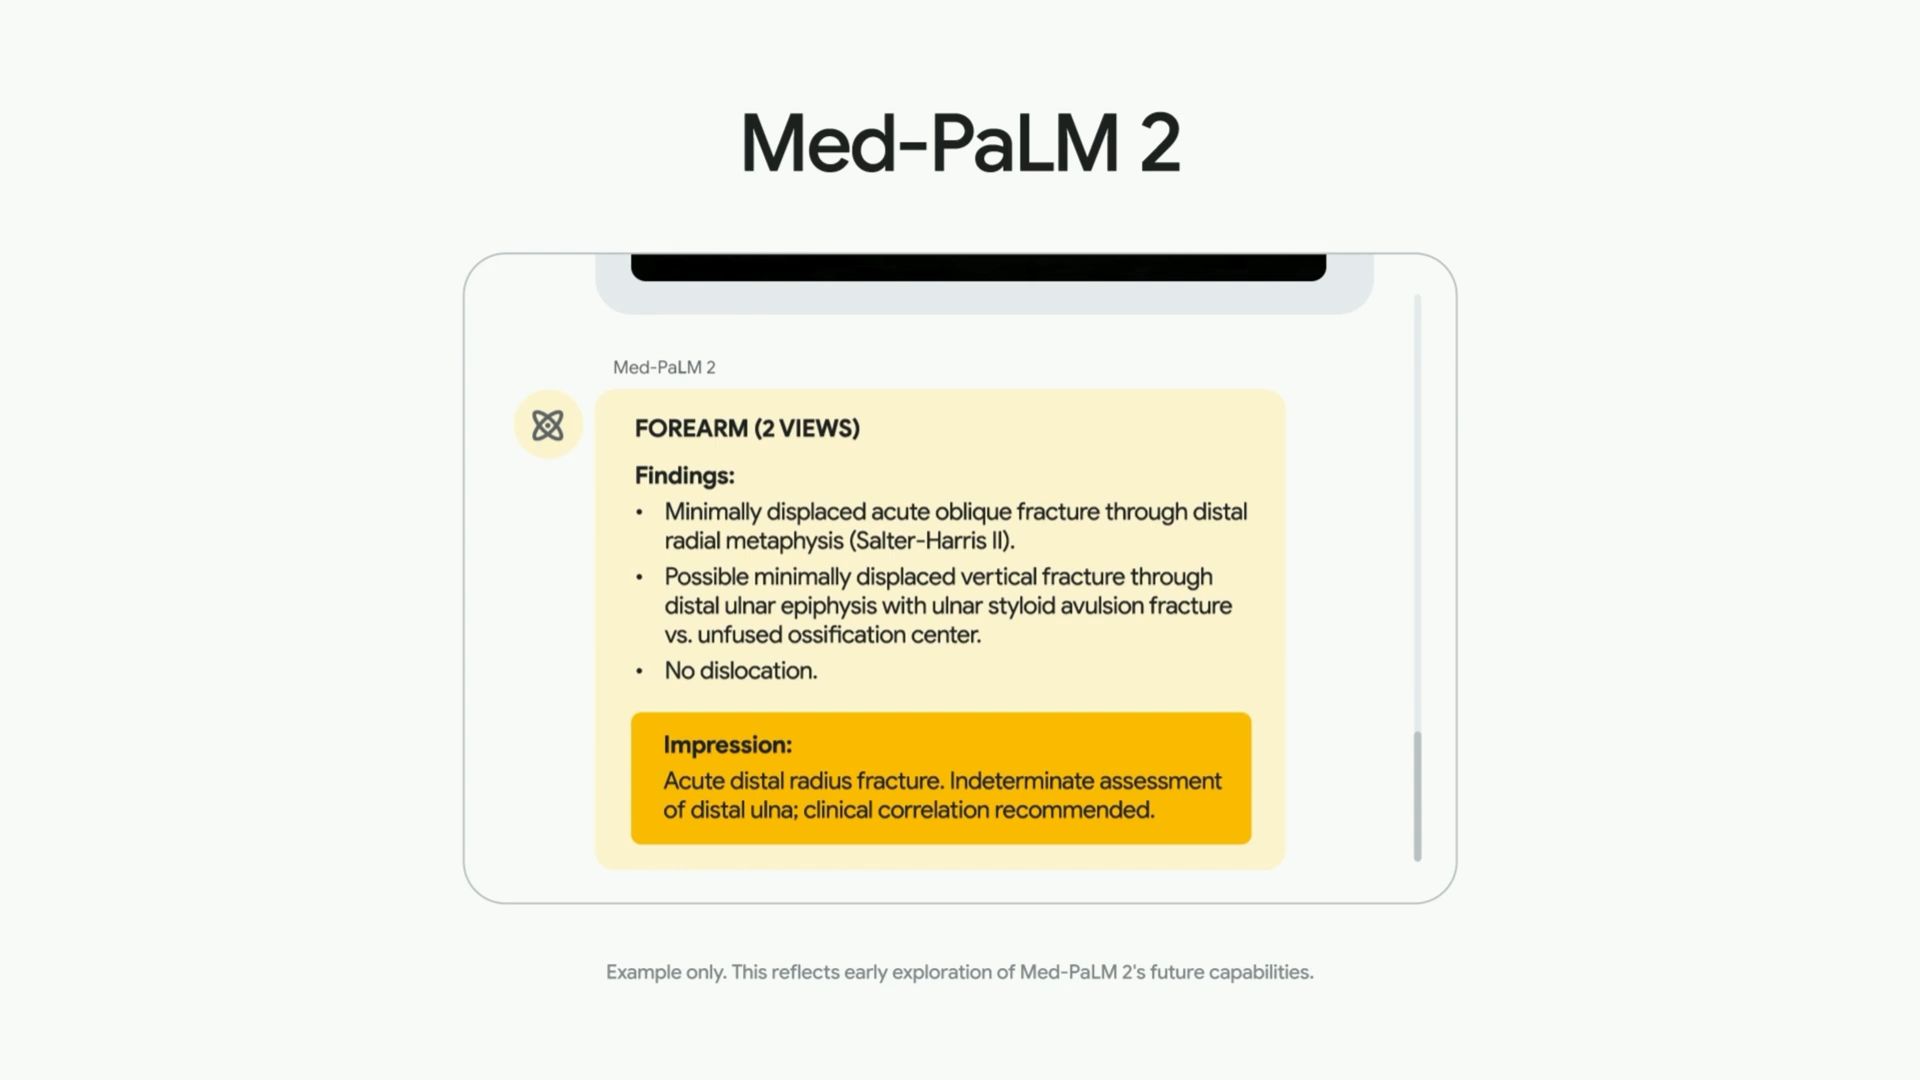 Med-PaLM 2
Med-PaLM 2
FOREARM (2 VIEWS)
Findings:
• Minimally displaced acute oblique fracture through distal
radial metaphysis (Salter-Harris II).
• Possible minimally displaced vertical fracture through
distal ulnar epiphysis with ulnar styloid avulsion fracture
vs. unfused ossification center.
• No dislocation.
Impression:
Acute distal radius fracture. Indeterminate assessment
of distal ulna; clinical correlation recommended.
Example only. This reflects early exploration of Med-PaLM 2's future capabilities.